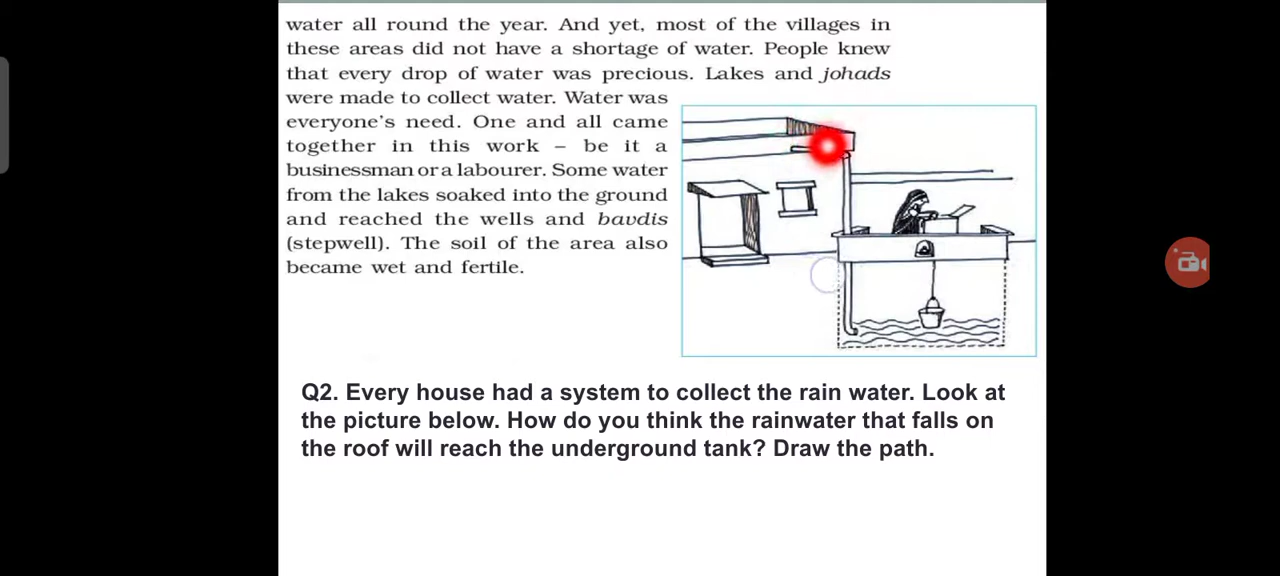 water all round the year. And yet, most of the villages in
these areas did not have a shortage of water. People knew
that every drop of water was precious. Lakes and johads
were made to collect water. Water was
everyone's need. One and all came
together in this work – be it a
businessman or a labourer. Some water
from the lakes soaked into the ground
and reached the wells and bavdis
(stepwell). The soil of the area also
became wet and fertile.
Q2. Every house had a system to collect the rain water. Look at
the picture below. How do you think the rainwater that falls on
the roof will reach the underground tank? Draw the path.